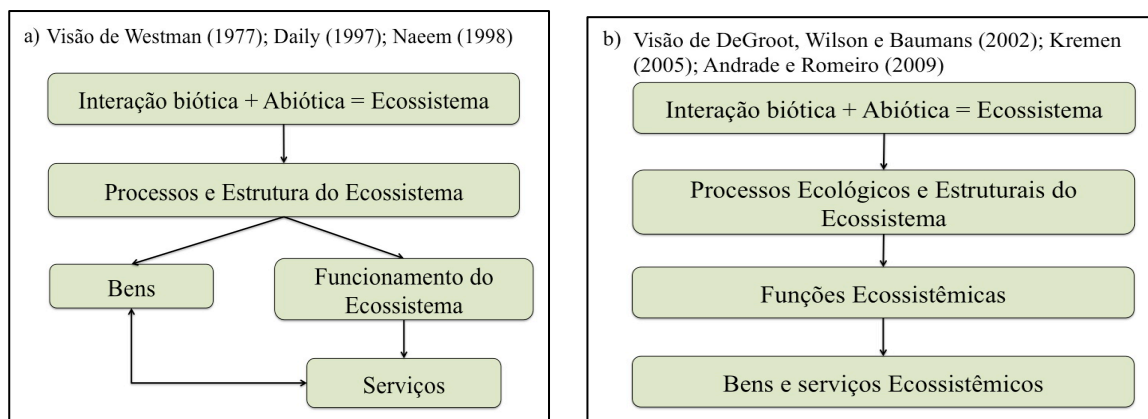 a) Visão de Westman (1977); Daily (1997); Naeem (1998)
Interação biótica + Abiótica = Ecossistema
Processos e Estrutura do Ecossistema
Bens
Funcionamento do
Ecossistema
Serviços
b) Visão de DeGroot, Wilson e Baumans (2002); Kremen
(2005); Andrade e Romeiro (2009)
Interação biótica + Abiótica = Ecossistema
Processos Ecológicos e Estruturais do
Ecossistema
Funções Ecossistêmicas
Bens e serviços Ecossistêmicos